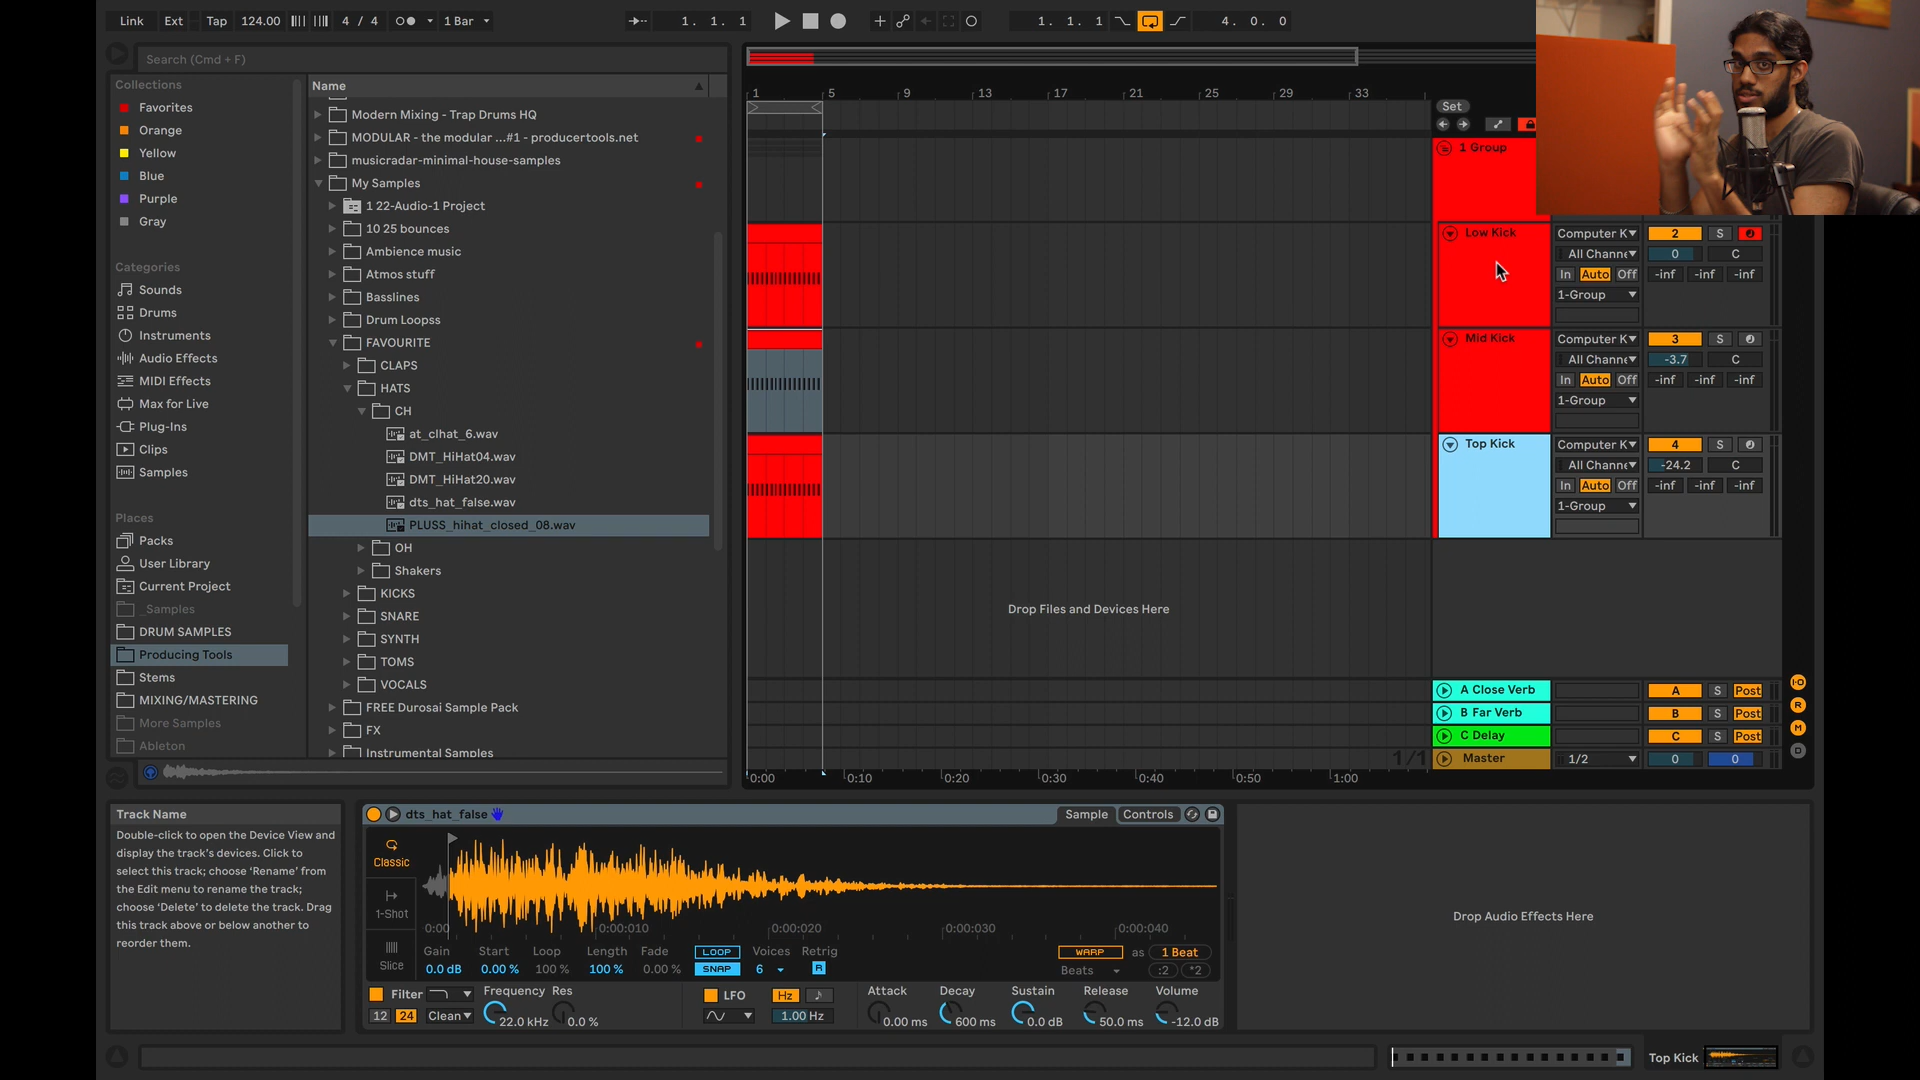 Link Ext Tap 124.00 4 / 4 1 Bar 1. 1. 1 1. 1. 1 4. 0. 0
Search (Cmd + F)
Collections
Favorites
Orange
Yellow
Blue
Purple
Gray
Categories
Sounds
Drums
Instruments
Audio Effects
MIDI Effects
Max for Live
Plug-Ins
Clips
Samples
Places
Packs
User Library
Current Project
_Samples
DRUM SAMPLES
Producing Tools
Stems
MIXING/MASTERING
More Samples
Ableton
Name
Modern Mixing - Trap Drums HQ
MODULAR - the modular ...#1 - producertools.net
musicradar-minimal-house-samples
My Samples
1 22-Audio-1 Project
10 25 bounces
Ambience music
Atmos stuff
Basslines
Drum Loopss
FAVOURITE
CLAPS
HATS
CH
at_clhat_6.wav
DMT_HiHat04.wav
DMT_HiHat20.wav
dts_hat_false.wav
PLUSS_hihat_closed_08.wav
OH
Shakers
KICKS
SNARE
SYNTH
TOMS
VOCALS
FREE Durosai Sample Pack
FX
Instrumental Samples
1 5 9 13 17 21 25 29 33
Set
1 Group
Low Kick Computer K 2 S
All Channe 0 C
In Auto Off -inf -inf -inf
1-Group
Mid Kick Computer K 3 S
All Channe -3.7 C
In Auto Off -inf -inf -inf
1-Group
Top Kick Computer K 4 S
All Channe -24.2 C
In Auto Off -inf -inf -inf
1-Group
Drop Files and Devices Here
A Close Verb A S Post
B Far Verb B S Post
C Delay C S Post
1/1 Master 1/2 0 0
I·O
R
M
D
0:00 0:10 0:20 0:30 0:40 0:50 1:00
Track Name
Double-click to open the Device View and
display the track's devices. Click to
select this track; choose 'Rename' from
the Edit menu to rename the track;
choose 'Delete' to delete the track. Drag
this track above or below another to
reorder them.
dts_hat_false Sample Controls
Classic
1-Shot
Slice
0:00 0:00:010 0:00:020 0:00:030 0:00:040
Gain Start Loop Length Fade LOOP Voices Retrig WARP as 1 Beat
0.0 dB 0.00 % 100 % 100 % 0.00 % SNAP 6 R Beats :2 *2
Filter Frequency Res LFO Hz Attack Decay Sustain Release Volume
12 24 Clean 22.0 kHz 0.0 % 1.00 Hz 0.00 ms 600 ms 0.0 dB 50.0 ms -12.0 dB
Drop Audio Effects Here
Top Kick